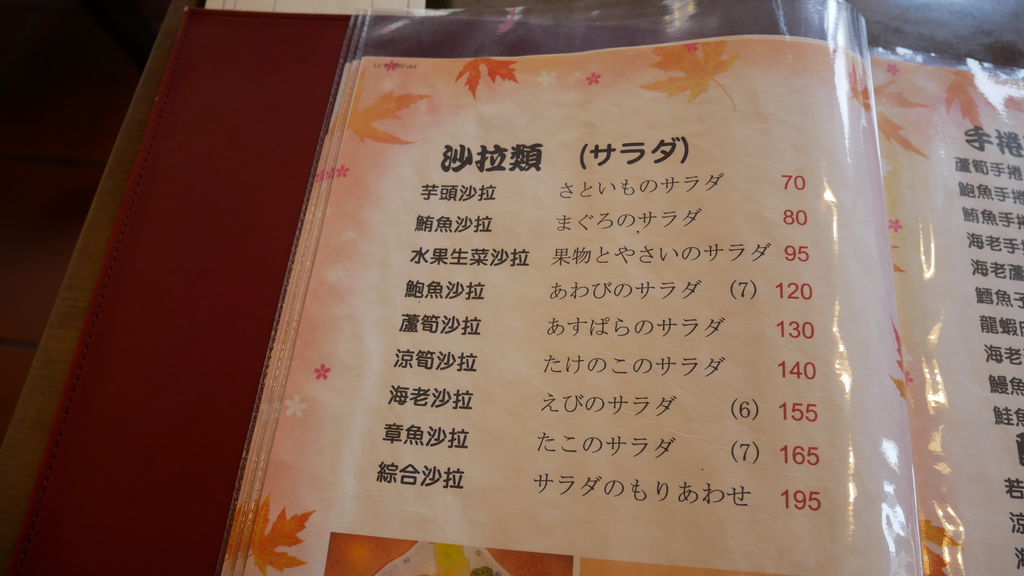 沙拉類 (サラダ)
芋頭沙拉 さといものサラダ 70
鮪魚沙拉 まぐろのサラダ 80
水果生菜沙拉 果物とやさいのサラダ 95
鮑魚沙拉 あわびのサラダ (7) 120
蘆筍沙拉 あすぱらのサラダ 130
涼筍沙拉 たけのこのサラダ 140
海老沙拉 えびのサラダ (6) 155
章魚沙拉 たこのサラダ (7) 165
綜合沙拉 サラダのもりあわせ 195
手捲
蘆筍手捲
鮑魚手捲
鮪魚手捲
海老手捲
海老蘆
鱈魚子
龍蝦
海老
鰻魚
鮭魚
若
涼